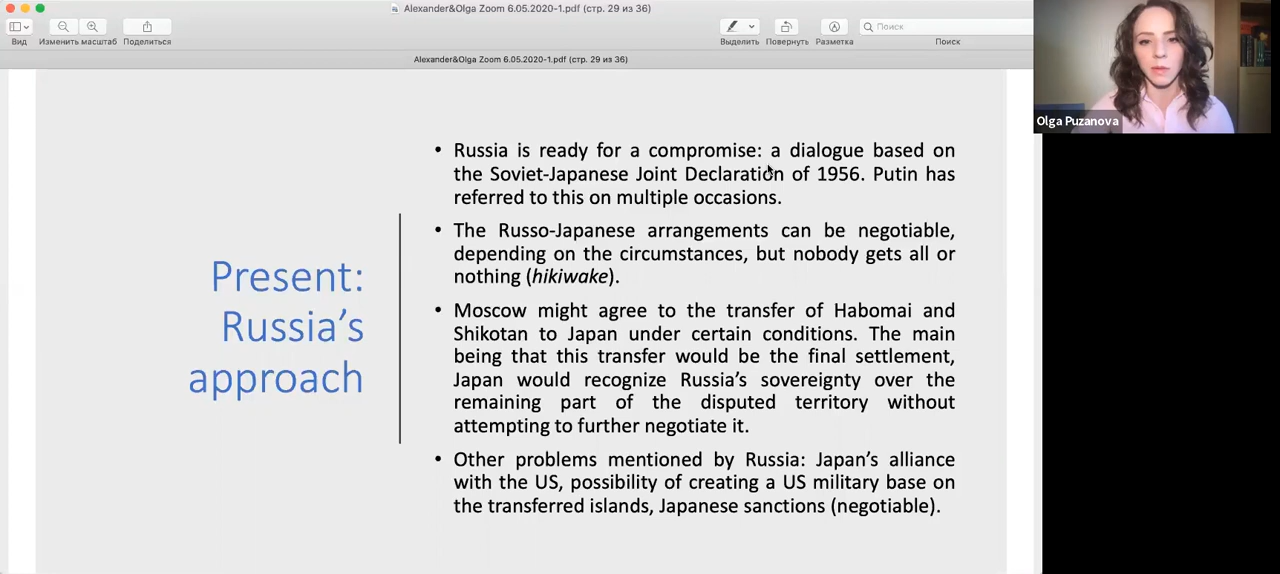 Alexander&Olga Zoom 6.05.2020-1.pdf (стр. 29 из 36)
Поиск
Вид
Изменить масштаб
Поделиться
Выделить
Повернуть
Разметка
Поиск
Alexander&Olga Zoom 6.05.2020-1.pdf (стр. 29 из 36)
Olga Puzanova
Present:
Russia’s
approach
• Russia is ready for a compromise: a dialogue based on
the Soviet-Japanese Joint Declaration of 1956. Putin has
referred to this on multiple occasions.
• The Russo-Japanese arrangements can be negotiable,
depending on the circumstances, but nobody gets all or
nothing (hikiwake).
• Moscow might agree to the transfer of Habomai and
Shikotan to Japan under certain conditions. The main
being that this transfer would be the final settlement,
Japan would recognize Russia’s sovereignty over the
remaining part of the disputed territory without
attempting to further negotiate it.
• Other problems mentioned by Russia: Japan’s alliance
with the US, possibility of creating a US military base on
the transferred islands, Japanese sanctions (negotiable).